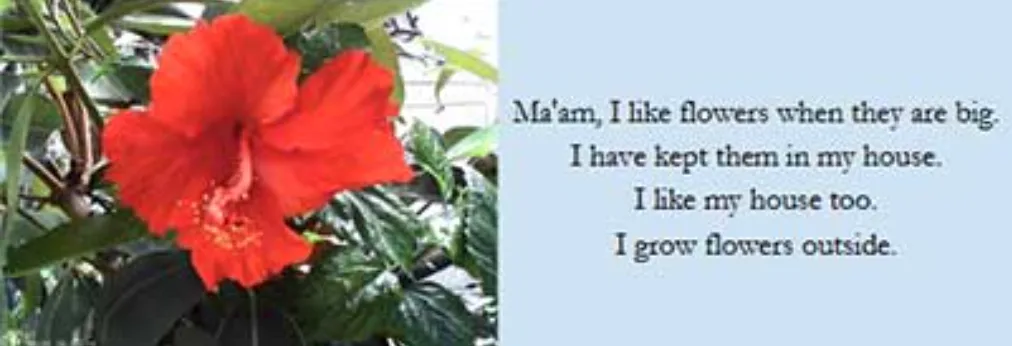 Ma'am, I like flowers when they are big.
I have kept them in my house.
I like my house too.
I grow flowers outside.